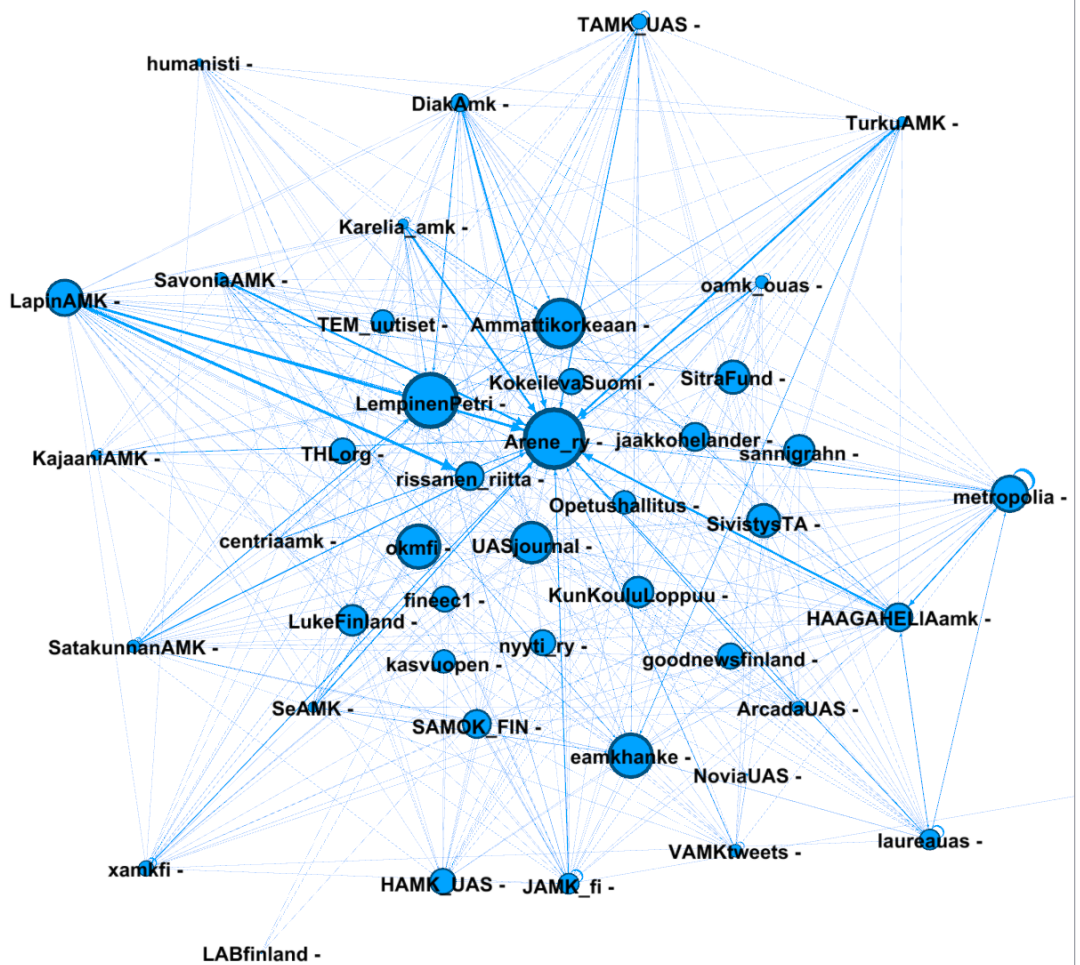 TAMK_UAS -
humanisti -
DiakAmk -
TurkuAMK -
Karelia_amk -
SavoniaAMK -
oamk_ouas -
LapinAMK -
TEM_uutiset -
Ammattikorkeaan -
KokeilevaSuomi -
SitraFund -
LempinenPetri -
Arene_ry -
jaakkohelander -
sannigrahn -
KajaaniAMK -
THLorg -
rissanen_riitta -
metropolia -
Opetushallitus -
SivistysTA -
centriaamk -
okmfi -
UASjournal -
fineec1 -
KunKouluLoppuu -
LukeFinland -
HAAGAHELIAamk -
SatakunnanAMK -
nyyti_ry -
kasvuopen -
goodnewsfinland -
SeAMK -
ArcadaUAS -
SAMOK_FIN -
eamkhanke -
NoviaUAS -
laureauas -
VAMKtweets -
xamkfi -
HAMK_UAS -
JAMK_fi -
LABfinland -